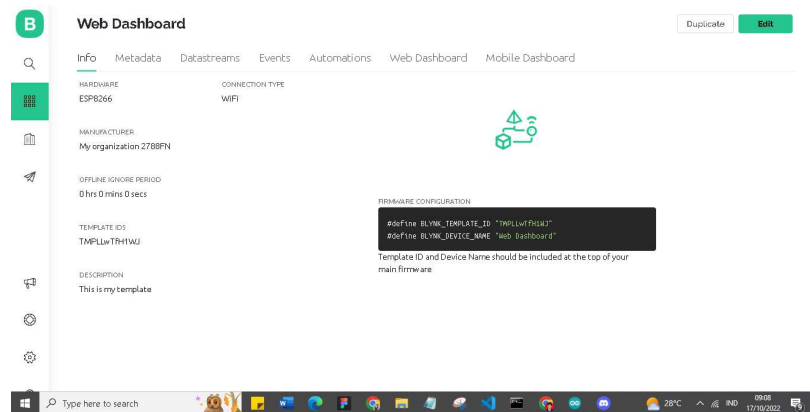 B
Web Dashboard
Duplicate
Edit
Info Metadata Datastreams Events Automations Web Dashboard Mobile Dashboard
HARDWARE
ESP8266
CONNECTION TYPE
WiFi
MANUFACTURER
My organization 2788FN
OFFLINE IGNORE PERIOD
0 hrs 0 mins 0 secs
TEMPLATE IDS
TMPLLwTfH1WJ
DESCRIPTION
This is my template
FIRMWARE CONFIGURATION
#define BLYNK_TEMPLATE_ID "TMPLLwTfH1WJ"
#define BLYNK_DEVICE_NAME "Web Dashboard"
Template ID and Device Name should be included at the top of your
main firmware
Type here to search
28°C
IND
09:08
17/10/2022